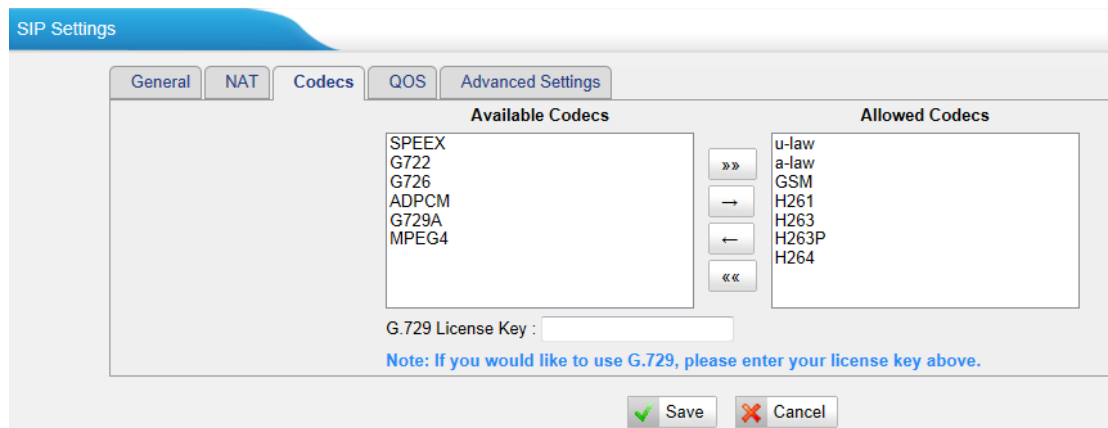 SIP Settings
General NAT Codecs QOS Advanced Settings
Available Codecs
SPEEX
G722
G726
ADPCM
G729A
MPEG4
»»
→
←
««
Allowed Codecs
u-law
a-law
GSM
H261
H263
H263P
H264
G.729 License Key :
Note: If you would like to use G.729, please enter your license key above.
Save Cancel